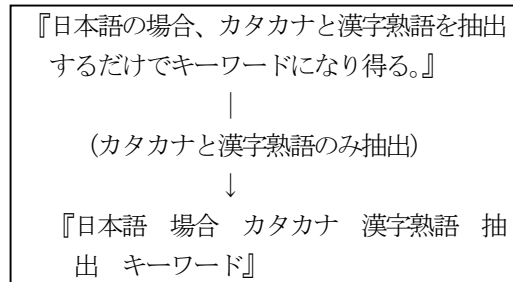 『日本語の場合、カタカナと漢字熟語を抽出
するだけでキーワードになり得る。』
|
(カタカナと漢字熟語のみ抽出)
↓
『日本語　場合　カタカナ　漢字熟語　抽
出　キーワード』